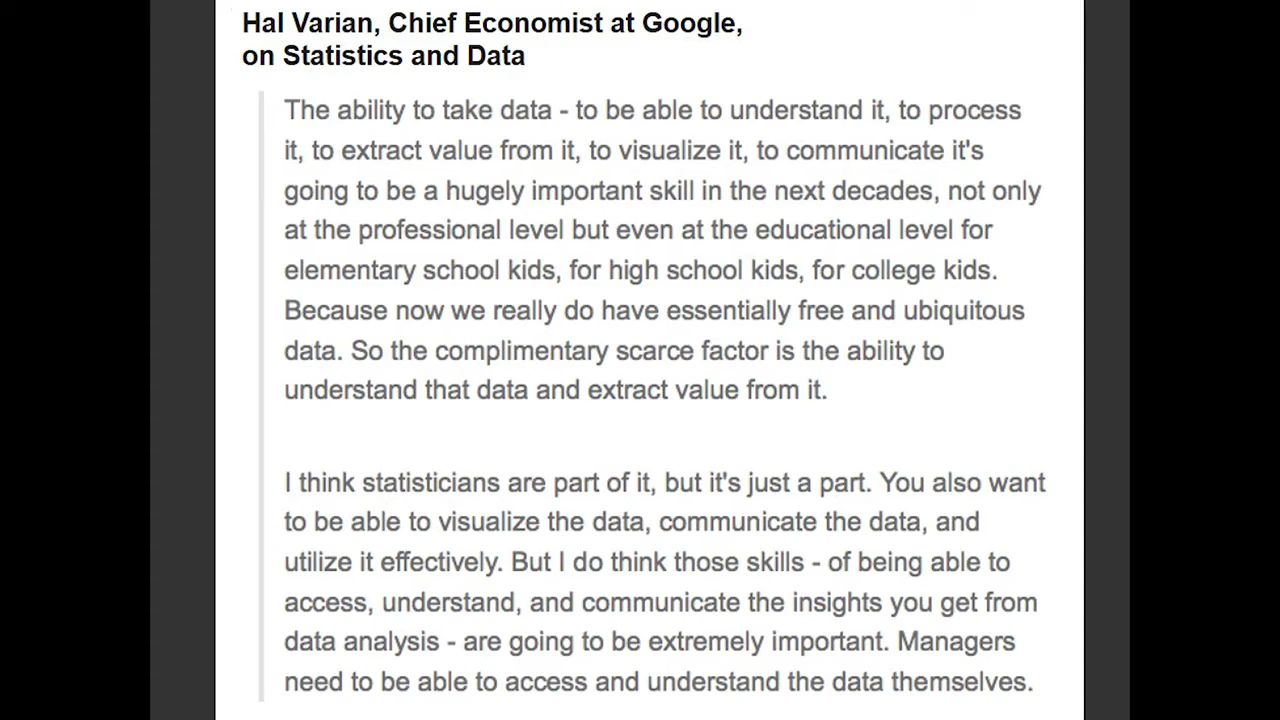 Hal Varian, Chief Economist at Google,
on Statistics and Data
The ability to take data - to be able to understand it, to process
it, to extract value from it, to visualize it, to communicate it's
going to be a hugely important skill in the next decades, not only
at the professional level but even at the educational level for
elementary school kids, for high school kids, for college kids.
Because now we really do have essentially free and ubiquitous
data. So the complimentary scarce factor is the ability to
understand that data and extract value from it.
I think statisticians are part of it, but it's just a part. You also want
to be able to visualize the data, communicate the data, and
utilize it effectively. But I do think those skills - of being able to
access, understand, and communicate the insights you get from
data analysis - are going to be extremely important. Managers
need to be able to access and understand the data themselves.